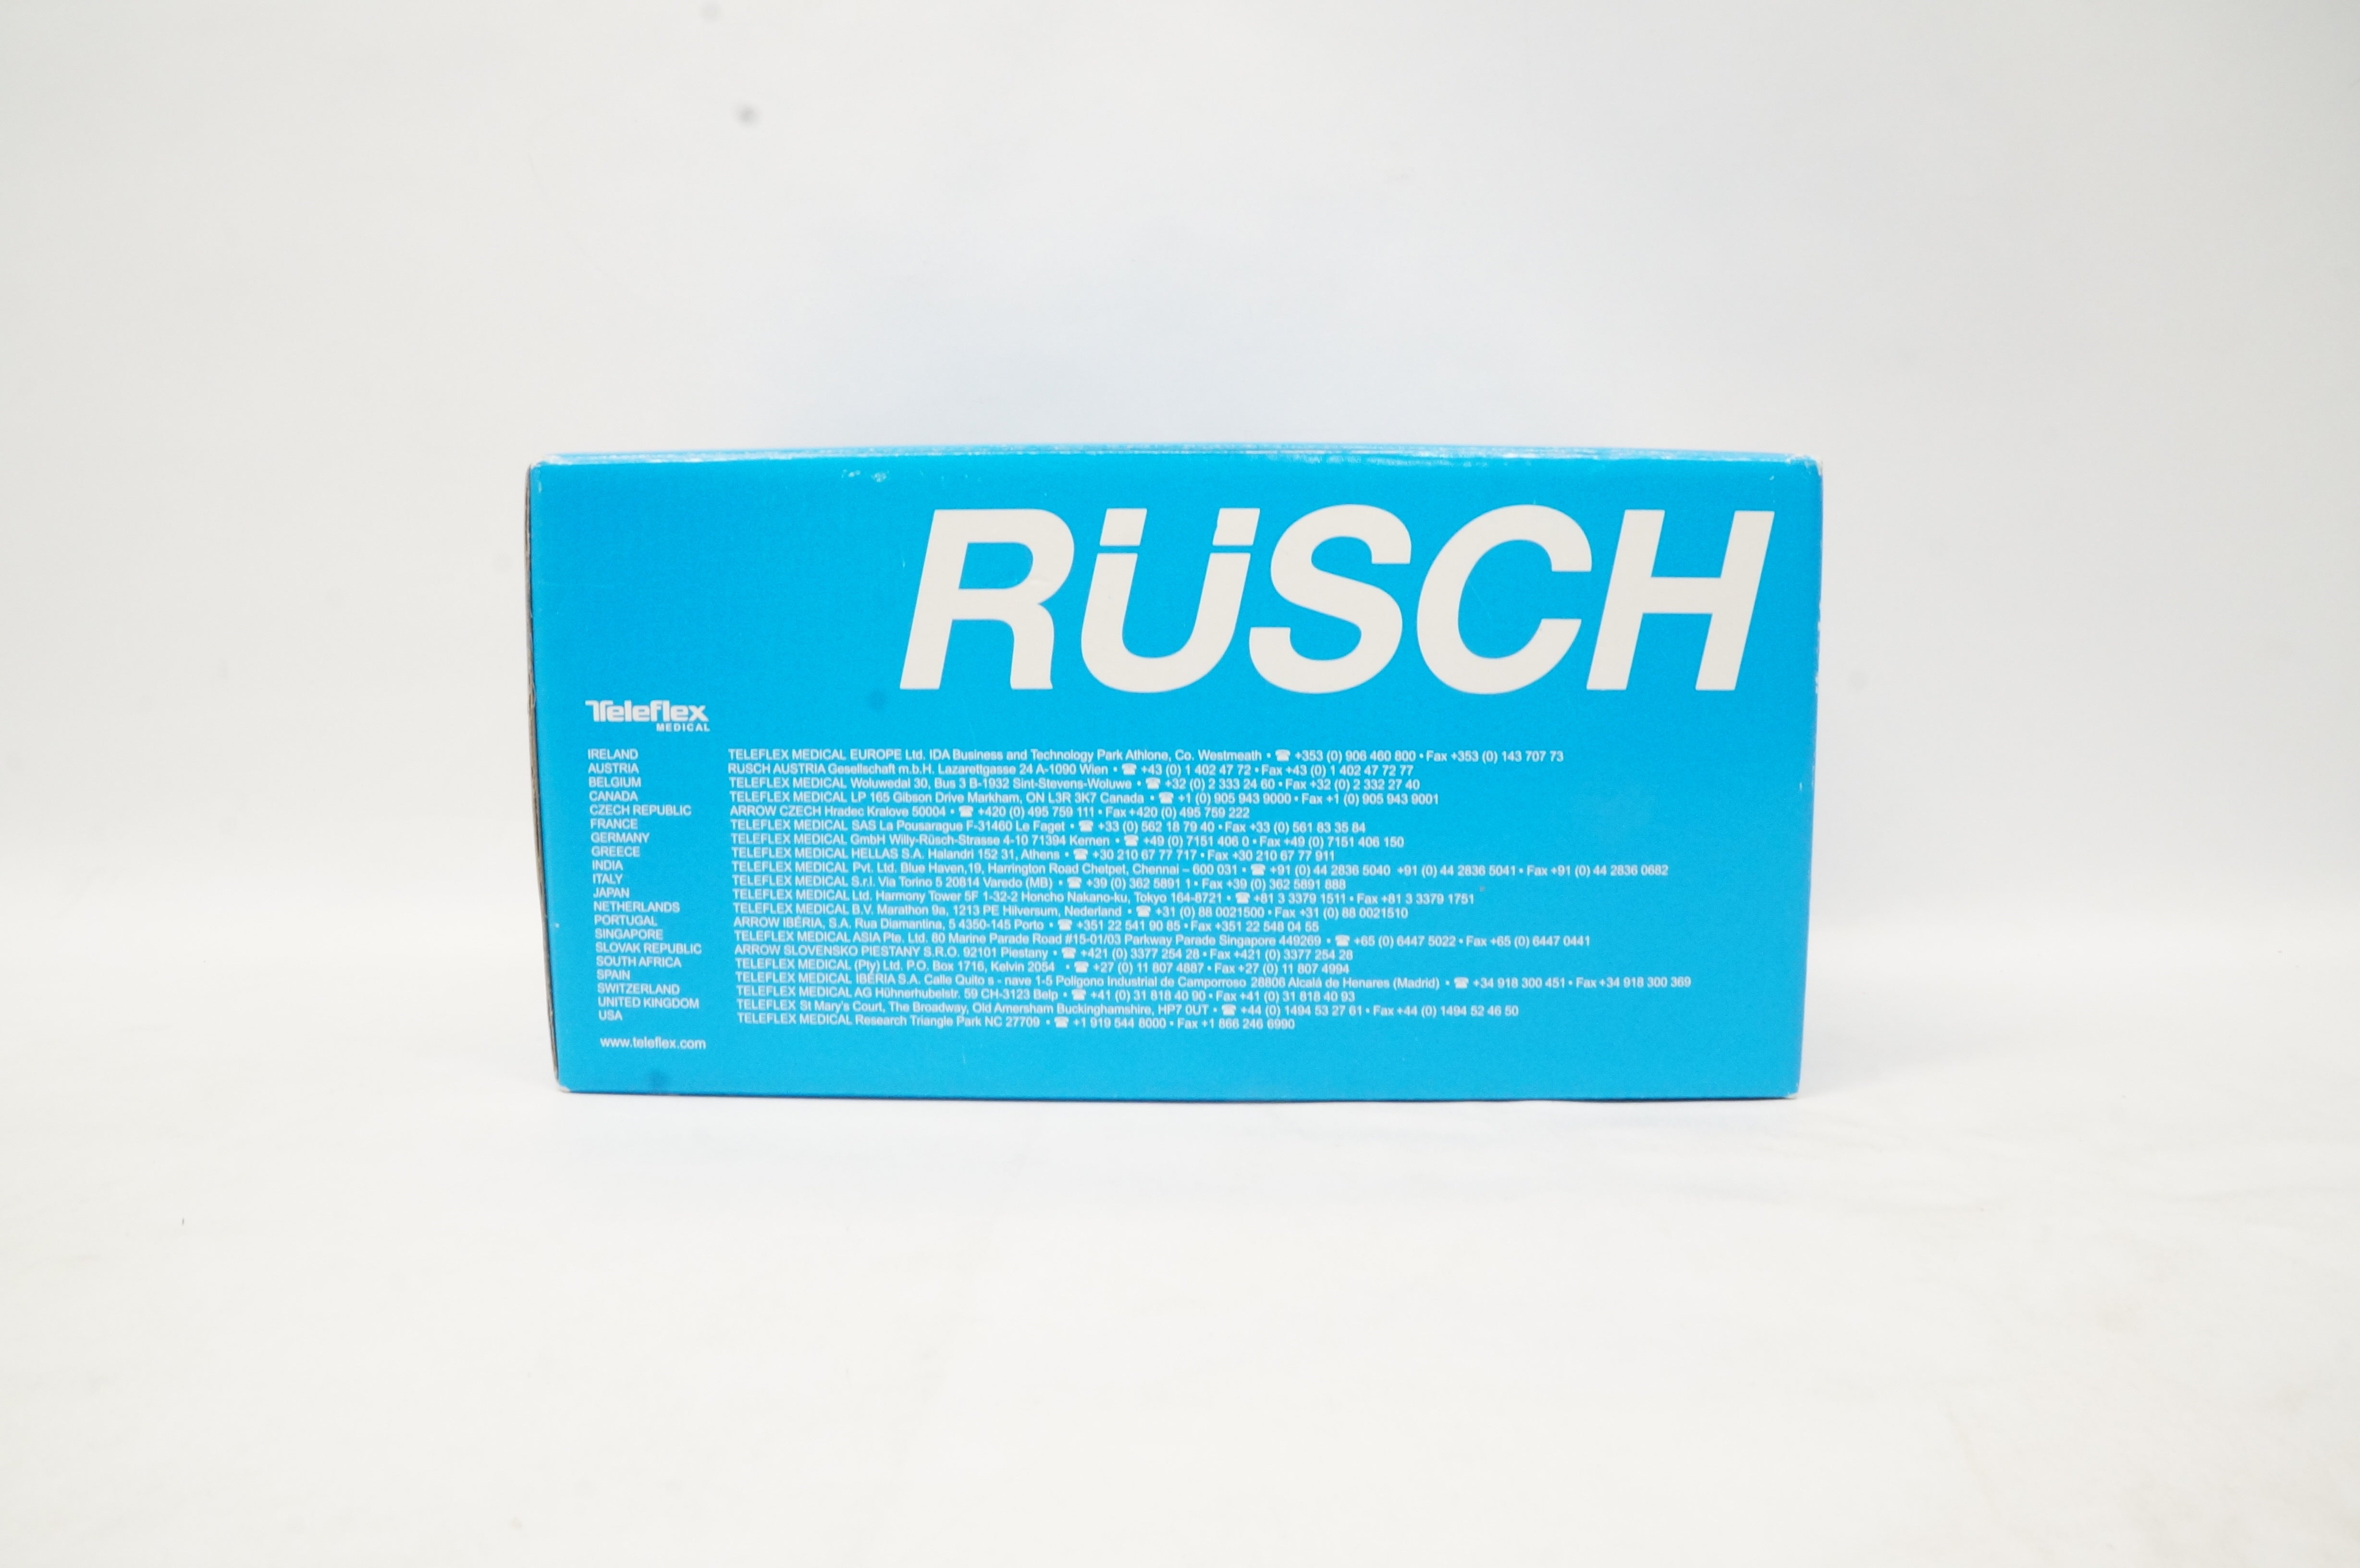 RÜSCH
Teleflex
MEDICAL
IRELAND TELEFLEX MEDICAL EUROPE Ltd. IDA Business and Technology Park Athlone, Co. Westmeath • ☎ +353 (0) 906 460 800 • Fax +353 (0) 143 707 73
AUSTRIA RUSCH AUSTRIA Gesellschaft m.b.H. Lazarettgasse 24 A-1090 Wien • ☎ +43 (0) 1 402 47 72 • Fax +43 (0) 1 402 47 72 77
BELGIUM TELEFLEX MEDICAL Woluwedal 30, Bus 3 B-1932 Sint-Stevens-Woluwe • ☎ +32 (0) 2 333 24 60 • Fax +32 (0) 2 332 27 40
CANADA TELEFLEX MEDICAL LP 165 Gibson Drive Markham, ON L3R 3K7 Canada • ☎ +1 (0) 905 943 9000 • Fax +1 (0) 905 943 9001
CZECH REPUBLIC ARROW CZECH Hradec Kralove 50004 • ☎ +420 (0) 495 759 111 • Fax +420 (0) 495 759 222
FRANCE TELEFLEX MEDICAL SAS La Pousarague F-31460 Le Faget • ☎ +33 (0) 562 18 79 40 • Fax +33 (0) 561 83 35 84
GERMANY TELEFLEX MEDICAL GmbH Willy-Rüsch-Strasse 4-10 71394 Kernen • ☎ +49 (0) 7151 406 0 • Fax +49 (0) 7151 406 150
GREECE TELEFLEX MEDICAL HELLAS S.A. Halandri 152 31, Athens • ☎ +30 210 67 77 717 • Fax +30 210 67 77 911
INDIA TELEFLEX MEDICAL Pvt. Ltd. Blue Haven,19, Harrington Road Chetpet, Chennai – 600 031 • ☎ +91 (0) 44 2836 5040 +91 (0) 44 2836 5041 • Fax +91 (0) 44 2836 0682
ITALY TELEFLEX MEDICAL S.r.l. Via Torino 5 20814 Varedo (MB) • ☎ +39 (0) 362 5891 1 • Fax +39 (0) 362 5891 888
JAPAN TELEFLEX MEDICAL Ltd. Harmony Tower 5F 1-32-2 Honcho Nakano-ku, Tokyo 164-8721 • ☎ +81 3 3379 1511 • Fax +81 3 3379 1751
NETHERLANDS TELEFLEX MEDICAL B.V. Marathon 9a, 1213 PE Hilversum, Nederland • ☎ +31 (0) 88 0021500 • Fax +31 (0) 88 0021510
PORTUGAL ARROW IBÉRIA, S.A. Rua Diamantina, 5 4350-145 Porto • ☎ +351 22 541 90 85 • Fax +351 22 548 04 55
SINGAPORE TELEFLEX MEDICAL ASIA Pte. Ltd. 80 Marine Parade Road #15-01/03 Parkway Parade Singapore 449269 • ☎ +65 (0) 6447 5022 • Fax +65 (0) 6447 0441
SLOVAK REPUBLIC ARROW SLOVENSKO PIESTANY S.R.O. 92101 Piestany • ☎ +421 (0) 3377 254 28 • Fax +421 (0) 3377 254 28
SOUTH AFRICA TELEFLEX MEDICAL (Pty) Ltd. P.O. Box 1716, Kelvin 2054 • ☎ +27 (0) 11 807 4887 • Fax +27 (0) 11 807 4994
SPAIN TELEFLEX MEDICAL IBÉRIA S.A. Calle Quito s - nave 1-5 Polígono Industrial de Camporroso 28806 Alcalá de Henares (Madrid) • ☎ +34 918 300 451 • Fax +34 918 300 369
SWITZERLAND TELEFLEX MEDICAL AG Hühnerhubelstr. 59 CH-3123 Belp • ☎ +41 (0) 31 818 40 90 • Fax +41 (0) 31 818 40 93
UNITED KINGDOM TELEFLEX St Mary's Court, The Broadway, Old Amersham Buckinghamshire, HP7 0UT • ☎ +44 (0) 1494 53 27 61 • Fax +44 (0) 1494 52 46 50
USA TELEFLEX MEDICAL Research Triangle Park NC 27709 • ☎ +1 919 544 8000 • Fax +1 866 246 6990
www.teleflex.com